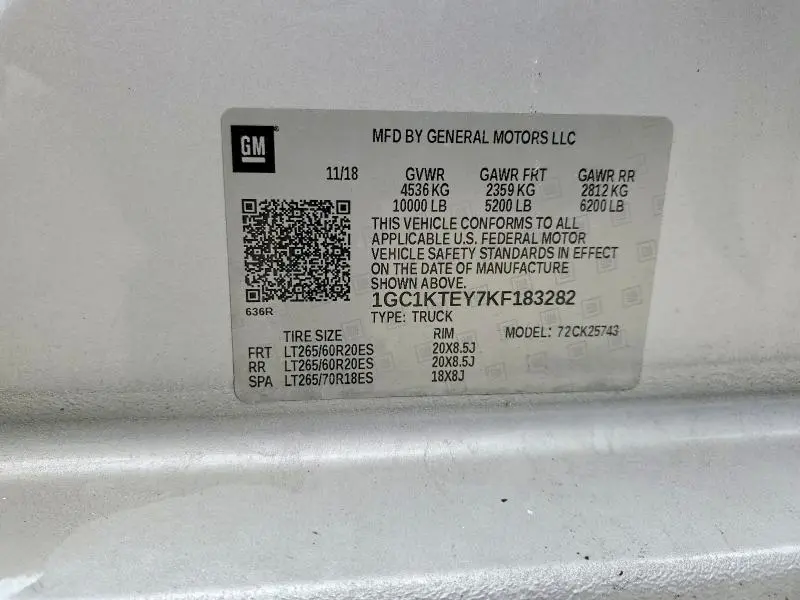 GM
MFD BY GENERAL MOTORS LLC
11/18 GVWR GAWR FRT GAWR RR
4536 KG 2359 KG 2812 KG
10000 LB 5200 LB 6200 LB
THIS VEHICLE CONFORMS TO ALL
APPLICABLE U.S. FEDERAL MOTOR
VEHICLE SAFETY STANDARDS IN EFFECT
ON THE DATE OF MANUFACTURE
SHOWN ABOVE.
636R
1GC1KTEY7KF183282
TYPE: TRUCK
TIRE SIZE RIM MODEL: 72CK25743
FRT LT265/60R20ES 20X8.5J
RR LT265/60R20ES 20X8.5J
SPA LT265/70R18ES 18X8J